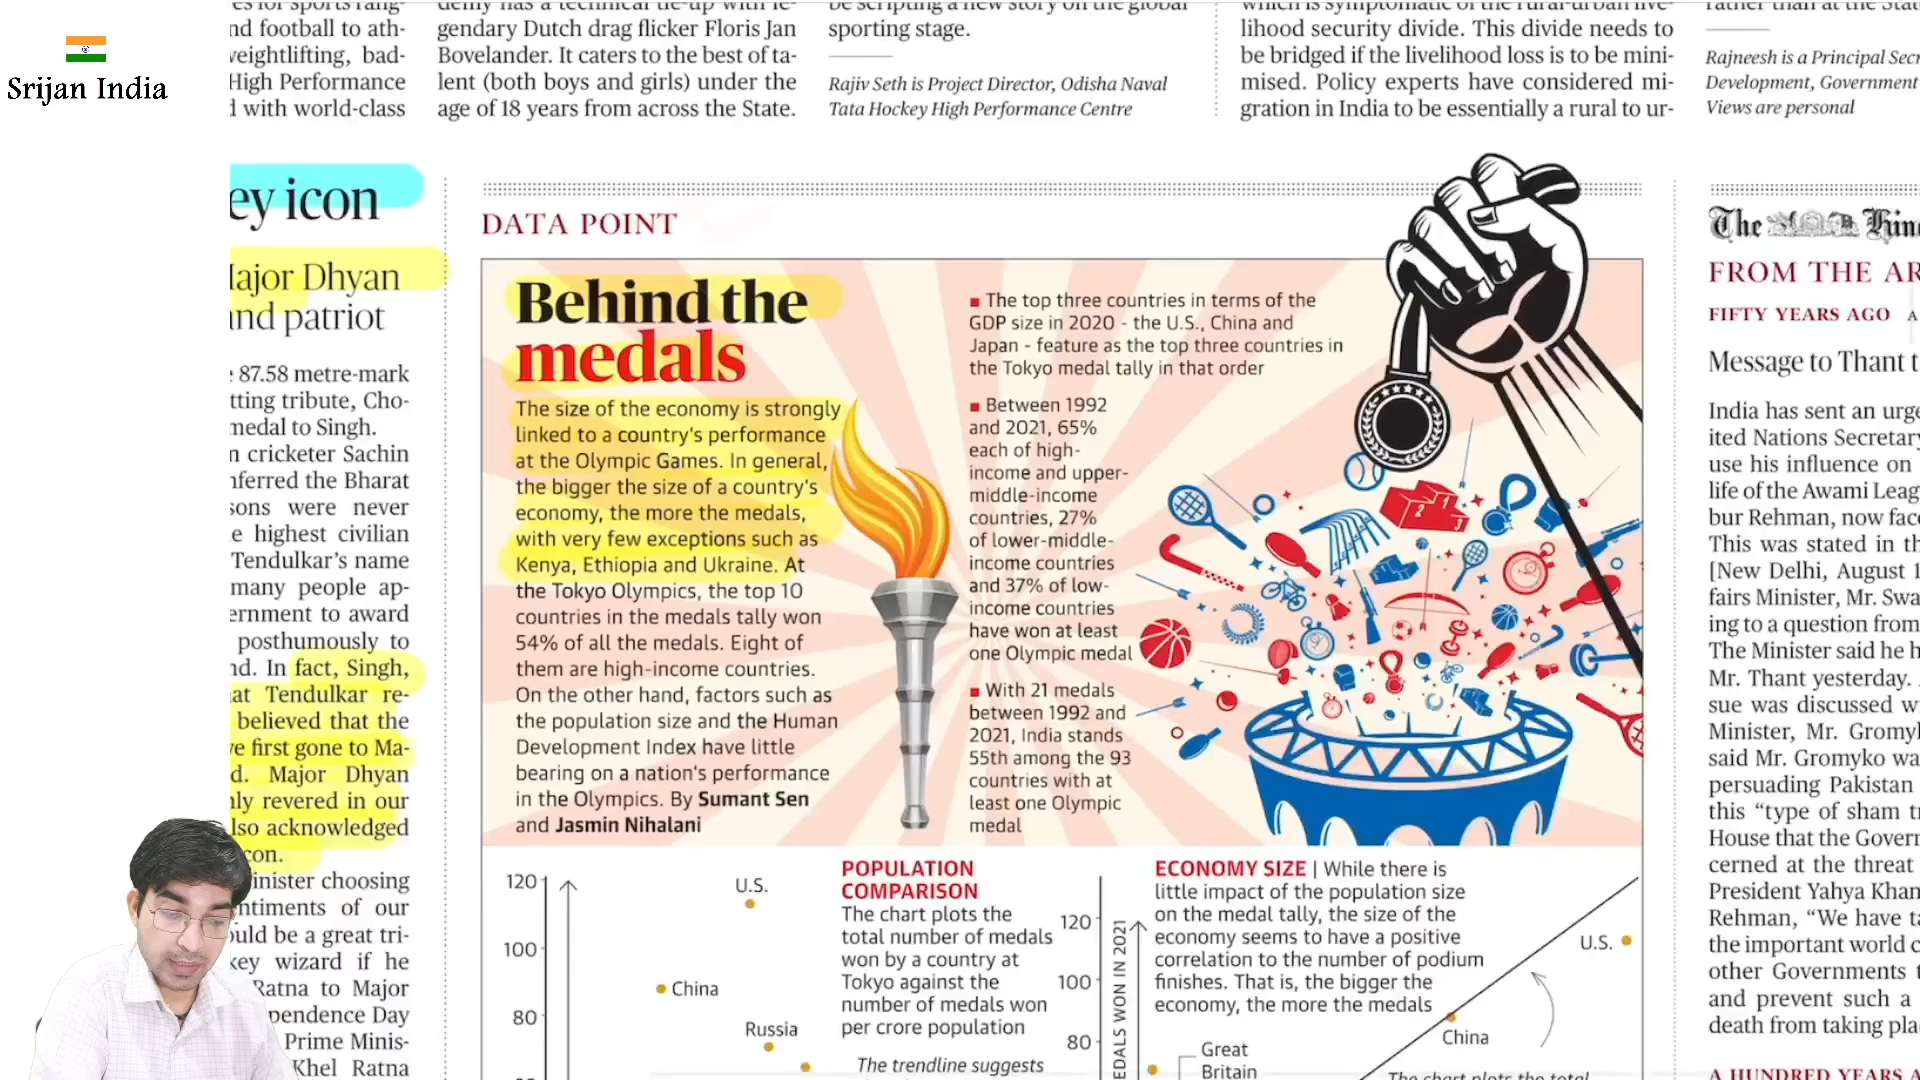 Srijan India
nd football to ath-
weightlifting, bad-
High Performance
with world-class
gendary Dutch drag flicker Floris Jan
Bovelander. It caters to the best of ta-
lent (both boys and girls) under the
age of 18 years from across the State.
be scripting a new story on the global
sporting stage.
Rajiv Seth is Project Director, Odisha Naval
Tata Hockey High Performance Centre
lihood security divide. This divide needs to
be bridged if the livelihood loss is to be mini-
mised. Policy experts have considered mi-
gration in India to be essentially a rural to ur-
Rajneesh is a Principal Secr
Development, Government
Views are personal
ey icon
Major Dhyan
and patriot
87.58 metre-mark
tting tribute, Cho-
medal to Singh.
n cricketer Sachin
nferred the Bharat
sons were never
e highest civilian
Tendulkar's name
many people ap-
ernment to award
posthumously to
nd. In fact, Singh,
at Tendulkar re-
believed that the
ve first gone to Ma-
d. Major Dhyan
nly revered in our
lso acknowledged
con.
inister choosing
ntiments of our
ould be a great tri-
key wizard if he
Ratna to Major
pendence Day
Prime Minis-
Khel Ratna
DATA POINT
Behind the
medals
The size of the economy is strongly
linked to a country's performance
at the Olympic Games. In general,
the bigger the size of a country's
economy, the more the medals,
with very few exceptions such as
Kenya, Ethiopia and Ukraine. At
the Tokyo Olympics, the top 10
countries in the medals tally won
54% of all the medals. Eight of
them are high-income countries.
On the other hand, factors such as
the population size and the Human
Development Index have little
bearing on a nation's performance
in the Olympics. By Sumant Sen
and Jasmin Nihalani
The top three countries in terms of the
GDP size in 2020 - the U.S., China and
Japan - feature as the top three countries in
the Tokyo medal tally in that order
Between 1992
and 2021, 65%
each of high-
income and upper-
middle-income
countries, 27%
of lower-middle-
income countries
and 37% of low-
income countries
have won at least
one Olympic medal
With 21 medals
between 1992 and
2021, India stands
55th among the 93
countries with at
least one Olympic
medal
120
100
80
U.S.
China
Russia
POPULATION
COMPARISON
The chart plots the
total number of medals
won by a country at
Tokyo against the
number of medals won
per crore population
The trendline suggests
ECONOMY SIZE | While there is
little impact of the population size
on the medal tally, the size of the
economy seems to have a positive
correlation to the number of podium
finishes. That is, the bigger the
economy, the more the medals
120
100
80
EDALS WON IN 2021
U.S.
China
Great
Britain
The chart plots the total
The Hin
FROM THE AR
FIFTY YEARS AGO A
Message to Thant t
India has sent an urge
ited Nations Secretary
use his influence on
life of the Awami Leag
bur Rehman, now face
This was stated in th
[New Delhi, August 1
fairs Minister, Mr. Swa
ing to a question from
The Minister said he h
Mr. Thant yesterday.
sue was discussed w
Minister, Mr. Gromyk
said Mr. Gromyko wa
persuading Pakistan
this "type of sham tr
House that the Govern
cerned at the threat
President Yahya Khan
Rehman, "We have ta
the important world c
other Governments t
and prevent such a
death from taking pla
A HUNDRED YEARS A